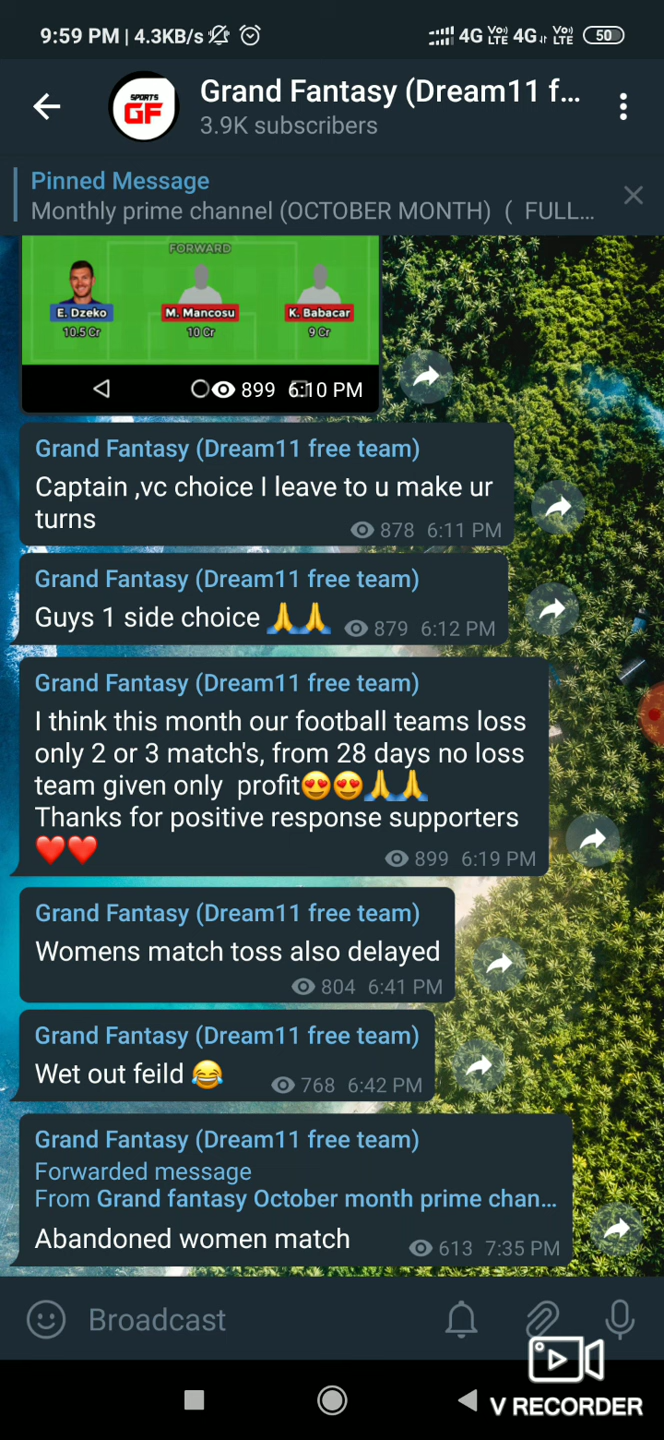 9:59 PM | 4.3KB/s
4G Vo) LTE 4G Vo) LTE 50
SPORTS
GF
Grand Fantasy (Dream11 f...
3.9K subscribers
Pinned Message
Monthly prime channel (OCTOBER MONTH) ( FULL...
FORWARD
E. Dzeko
M. Mancosu
K. Babacar
10.5 Cr
10 Cr
9 Cr
899 6:10 PM
Grand Fantasy (Dream11 free team)
Captain ,vc choice I leave to u make ur
turns
878 6:11 PM
Grand Fantasy (Dream11 free team)
Guys 1 side choice 🙏🙏
879 6:12 PM
Grand Fantasy (Dream11 free team)
I think this month our football teams loss
only 2 or 3 match's, from 28 days no loss
team given only profit😍😍🙏🙏
Thanks for positive response supporters
❤️❤️
899 6:19 PM
Grand Fantasy (Dream11 free team)
Womens match toss also delayed
804 6:41 PM
Grand Fantasy (Dream11 free team)
Wet out feild 😂
768 6:42 PM
Grand Fantasy (Dream11 free team)
Forwarded message
From Grand fantasy October month prime chan...
Abandoned women match
613 7:35 PM
Broadcast
V RECORDER